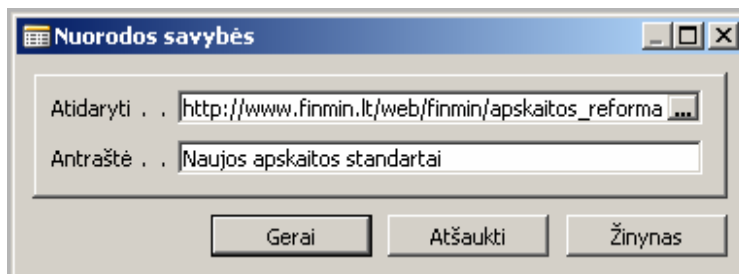 Nuorodos savybės
Atidaryti . . http://www.finmin.lt/web/finmin/apskaitos_reforma ...
Antraštė . . Naujos apskaitos standartai
Gerai Atšaukti Žinynas